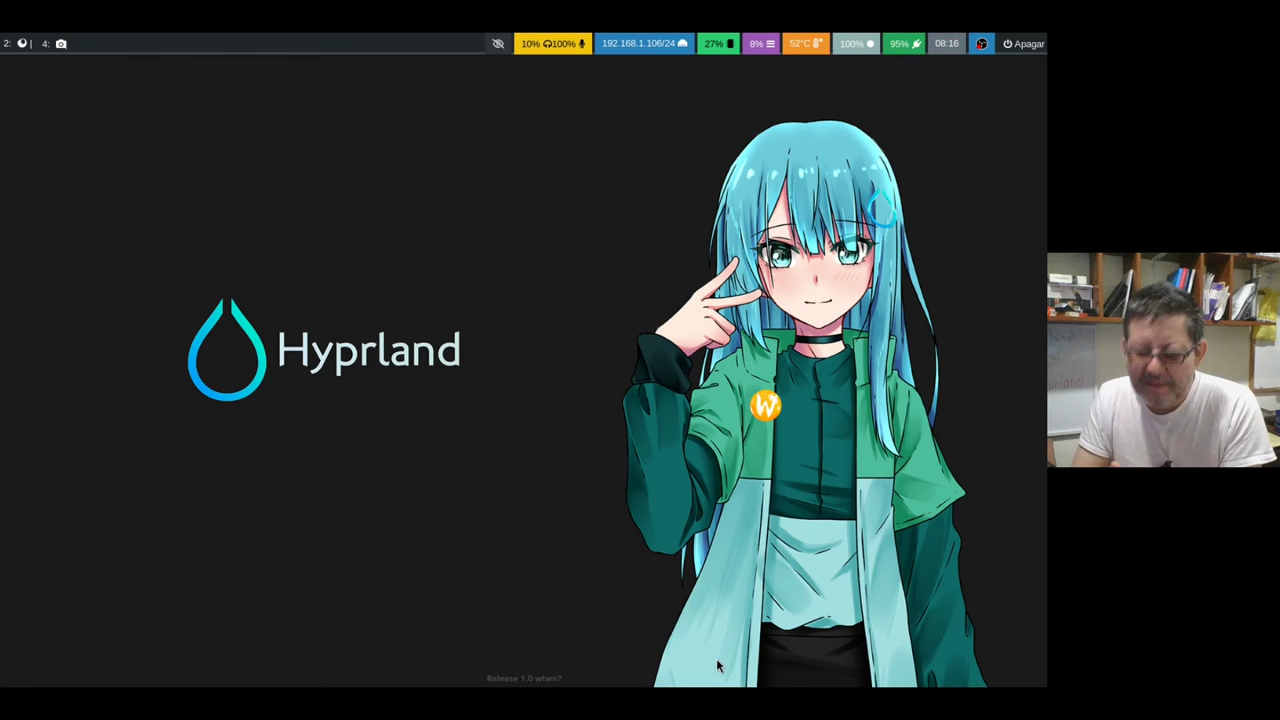 2: 4: 10% 100% 192.168.1.106/24 27% 8% 52°C 100% 95% 08:16 Apagar
Hyprland
W
Release 1.0 when?